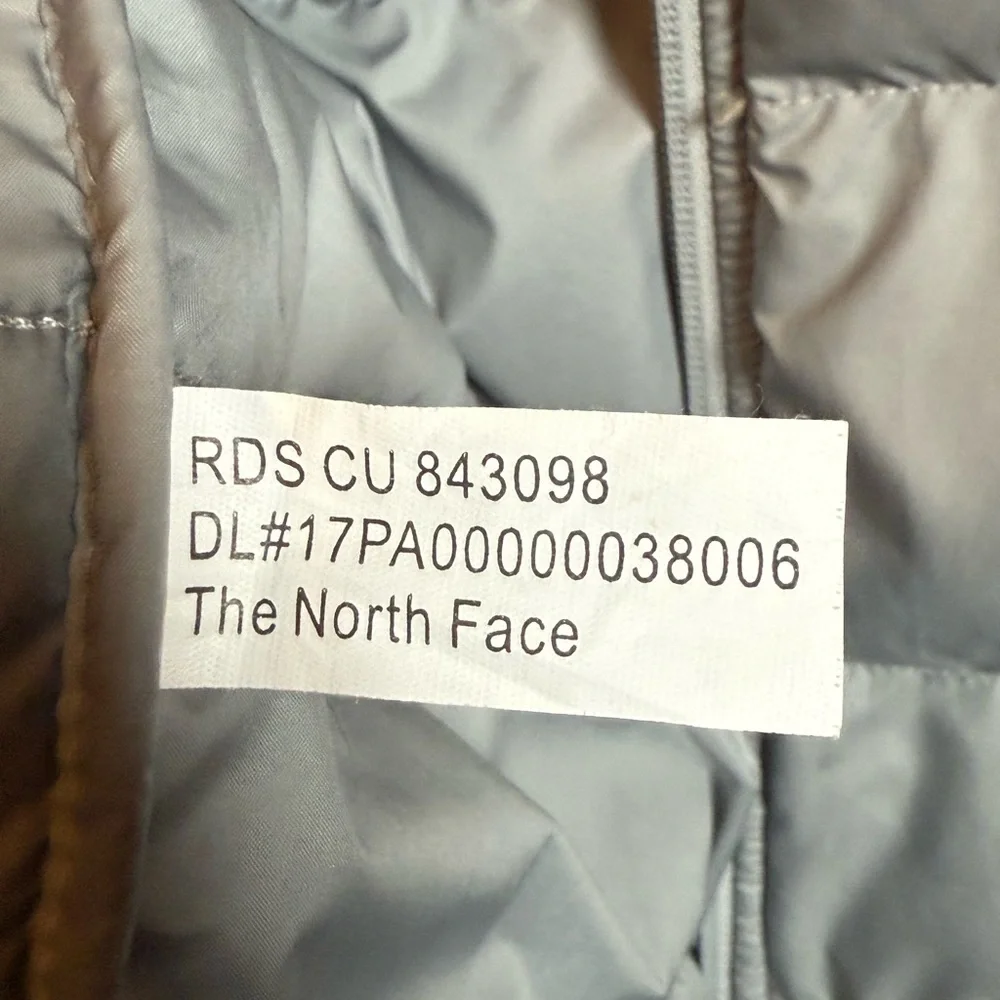 RDS CU 843098
DL#17PA00000038006
The North Face